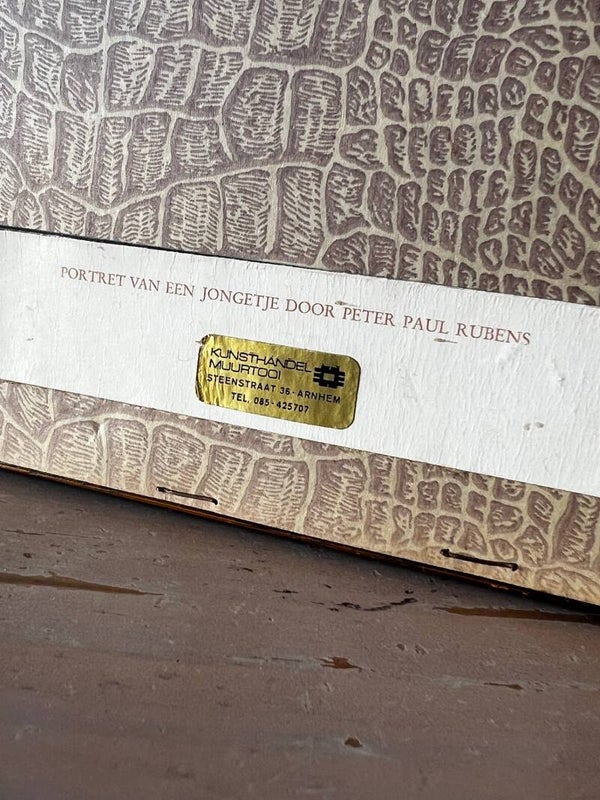 PORTRET VAN EEN JONGETJE DOOR PETER PAUL RUBENS
KUNSTHANDEL
MUURTOOI
STEENSTRAAT 36 - ARNHEM
TEL. 085 - 425707